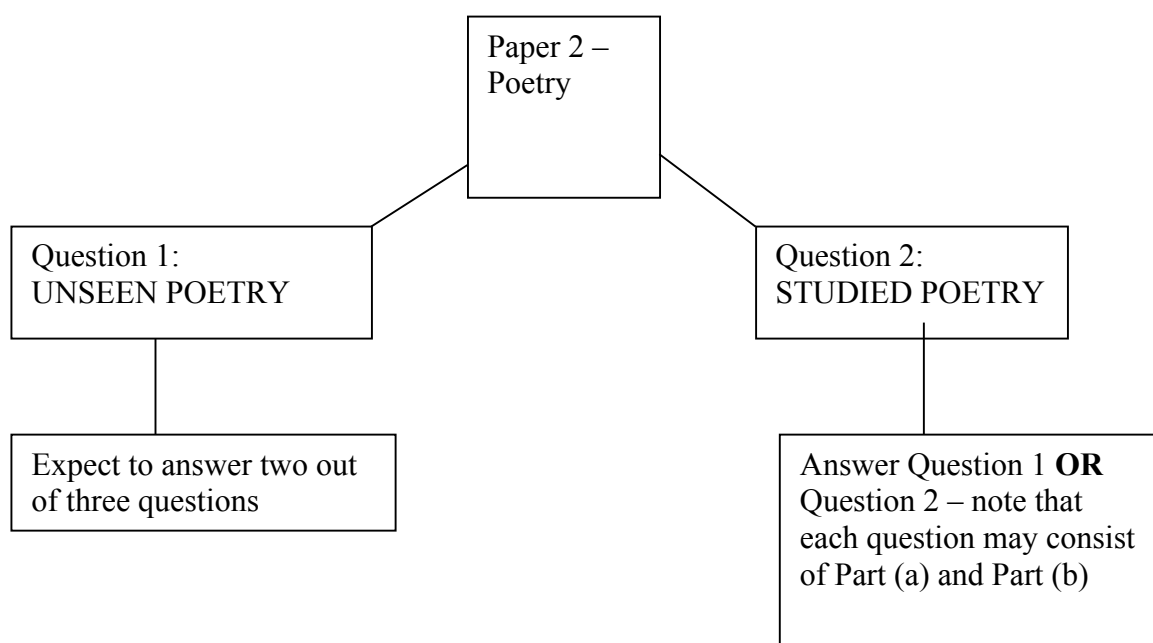 Paper 2 –
Poetry
Question 1:
UNSEEN POETRY
Question 2:
STUDIED POETRY
Expect to answer two out
of three questions
Answer Question 1 OR
Question 2 – note that
each question may consist
of Part (a) and Part (b)